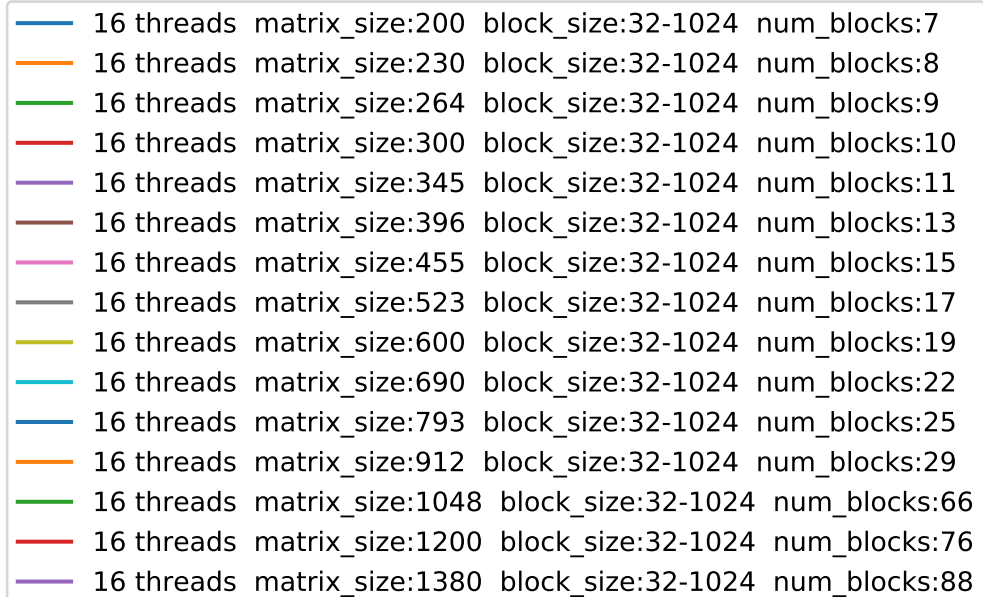 16 threads  matrix_size:200  block_size:32-1024  num_blocks:7
16 threads  matrix_size:230  block_size:32-1024  num_blocks:8
16 threads  matrix_size:264  block_size:32-1024  num_blocks:9
16 threads  matrix_size:300  block_size:32-1024  num_blocks:10
16 threads  matrix_size:345  block_size:32-1024  num_blocks:11
16 threads  matrix_size:396  block_size:32-1024  num_blocks:13
16 threads  matrix_size:455  block_size:32-1024  num_blocks:15
16 threads  matrix_size:523  block_size:32-1024  num_blocks:17
16 threads  matrix_size:600  block_size:32-1024  num_blocks:19
16 threads  matrix_size:690  block_size:32-1024  num_blocks:22
16 threads  matrix_size:793  block_size:32-1024  num_blocks:25
16 threads  matrix_size:912  block_size:32-1024  num_blocks:29
16 threads  matrix_size:1048  block_size:32-1024  num_blocks:66
16 threads  matrix_size:1200  block_size:32-1024  num_blocks:76
16 threads  matrix_size:1380  block_size:32-1024  num_blocks:88